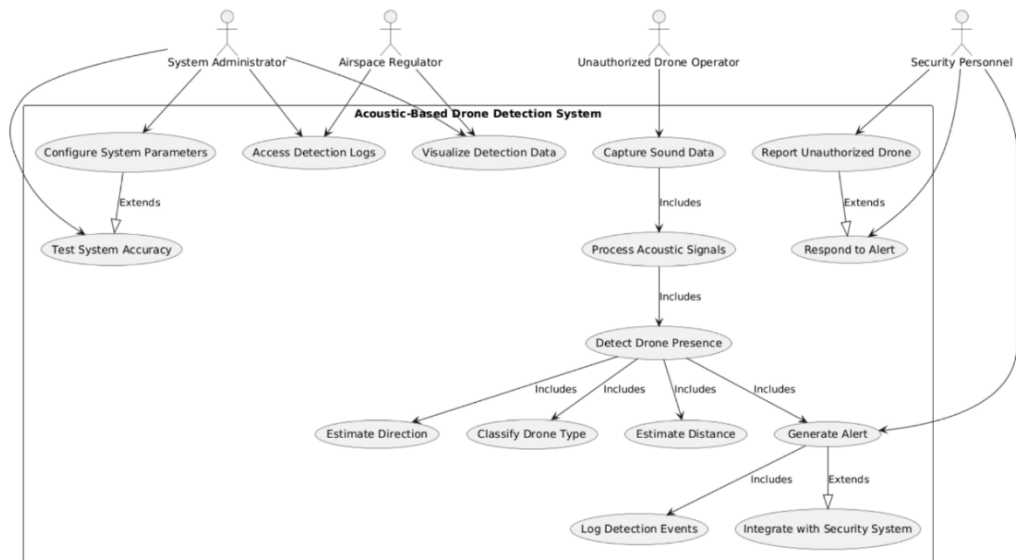 System Administrator
Airspace Regulator
Unauthorized Drone Operator
Security Personnel
Acoustic-Based Drone Detection System
Configure System Parameters
Access Detection Logs
Visualize Detection Data
Capture Sound Data
Report Unauthorized Drone
Extends
Includes
Extends
Test System Accuracy
Process Acoustic Signals
Respond to Alert
Includes
Detect Drone Presence
Includes
Includes
Includes
Includes
Estimate Direction
Classify Drone Type
Estimate Distance
Generate Alert
Includes
Extends
Log Detection Events
Integrate with Security System